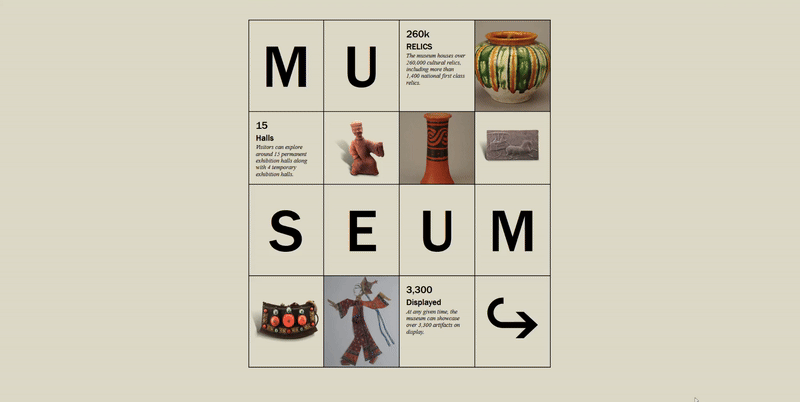 M U
260k
RELICS
The museum houses over
260,000 cultural relics,
including more than
1,400 national first class
relics.
15
Halls
Visitors can explore
around 15 permanent
exhibition halls along
with 4 temporary
exhibition halls.
S E U M
3,300
Displayed
At any given time, the
museum can showcase
over 3,300 artifacts on
display.